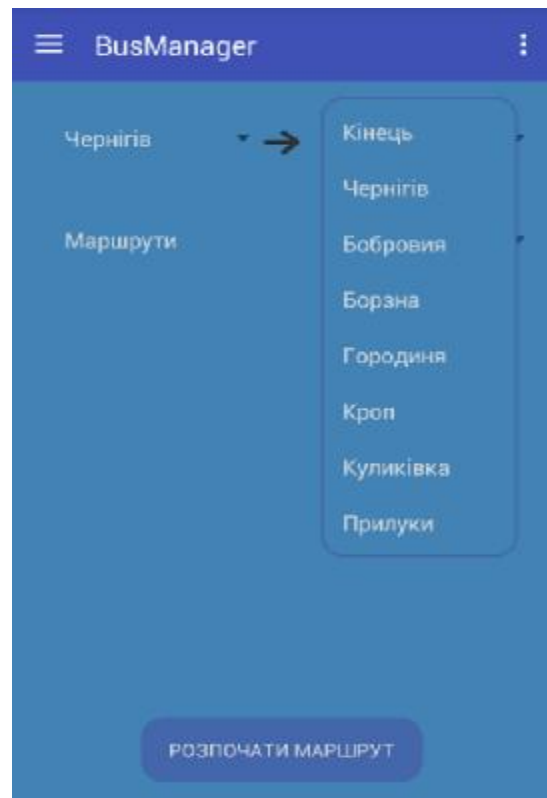 BusManager
Чернігів
Кінець
Чернігів
Маршрути
Бобровия
Борзна
Городиня
Кроп
Куликівка
Прилуки
РОЗПОЧАТИ МАРШРУТ